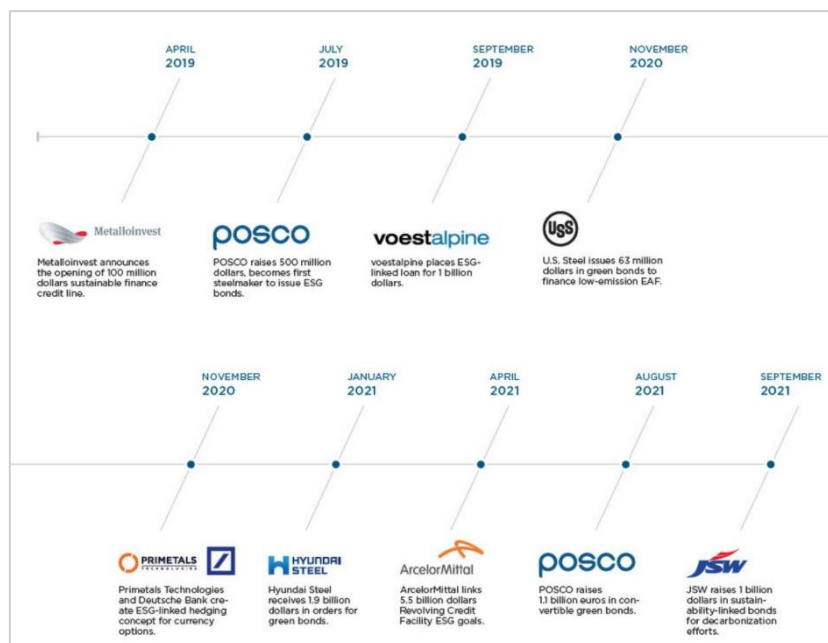 APRIL
2019
JULY
2019
SEPTEMBER
2019
NOVEMBER
2020
Metalloinvest
posco
voestalpine
USS
Metalloinvest announces
the opening of 100 million
dollars sustainable finance
credit line.
POSCO raises 500 million
dollars, becomes first
steelmaker to issue ESG
bonds.
voestalpine places ESG-
linked loan for 1 billion
dollars.
U.S. Steel issues 63 million
dollars in green bonds to
finance low-emission EAF.
NOVEMBER
2020
JANUARY
2021
APRIL
2021
AUGUST
2021
SEPTEMBER
2021
PRIMETALS
TECHNOLOGIES
HYUNDAI
STEEL
ArcelorMittal
posco
JSW
Primetals Technologies
and Deutsche Bank cre-
ate ESG-linked hedging
concept for currency
options.
Hyundai Steel
receives 1.9 billion
dollars in orders for
green bonds.
ArcelorMittal links
5.5 billion dollars
Revolving Credit
Facility ESG goals.
POSCO raises
1.1 billion euros in con-
vertible green bonds.
JSW raises 1 billion
dollars in sustain-
ability-linked bonds
for decarbonization
efforts.